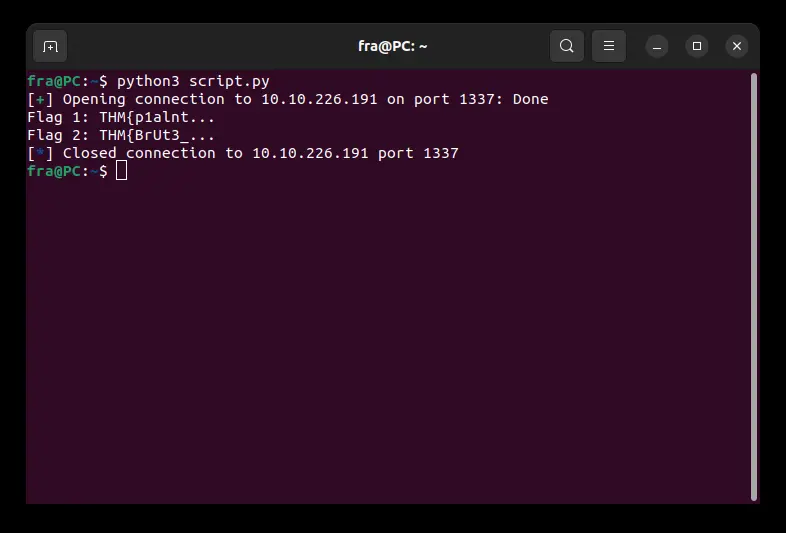 fra@PC: ~
fra@PC:~$ python3 script.py
[+] Opening connection to 10.10.226.191 on port 1337: Done
Flag 1: THM{p1alnt...
Flag 2: THM{BrUt3_...
[*] Closed connection to 10.10.226.191 port 1337
fra@PC:~$